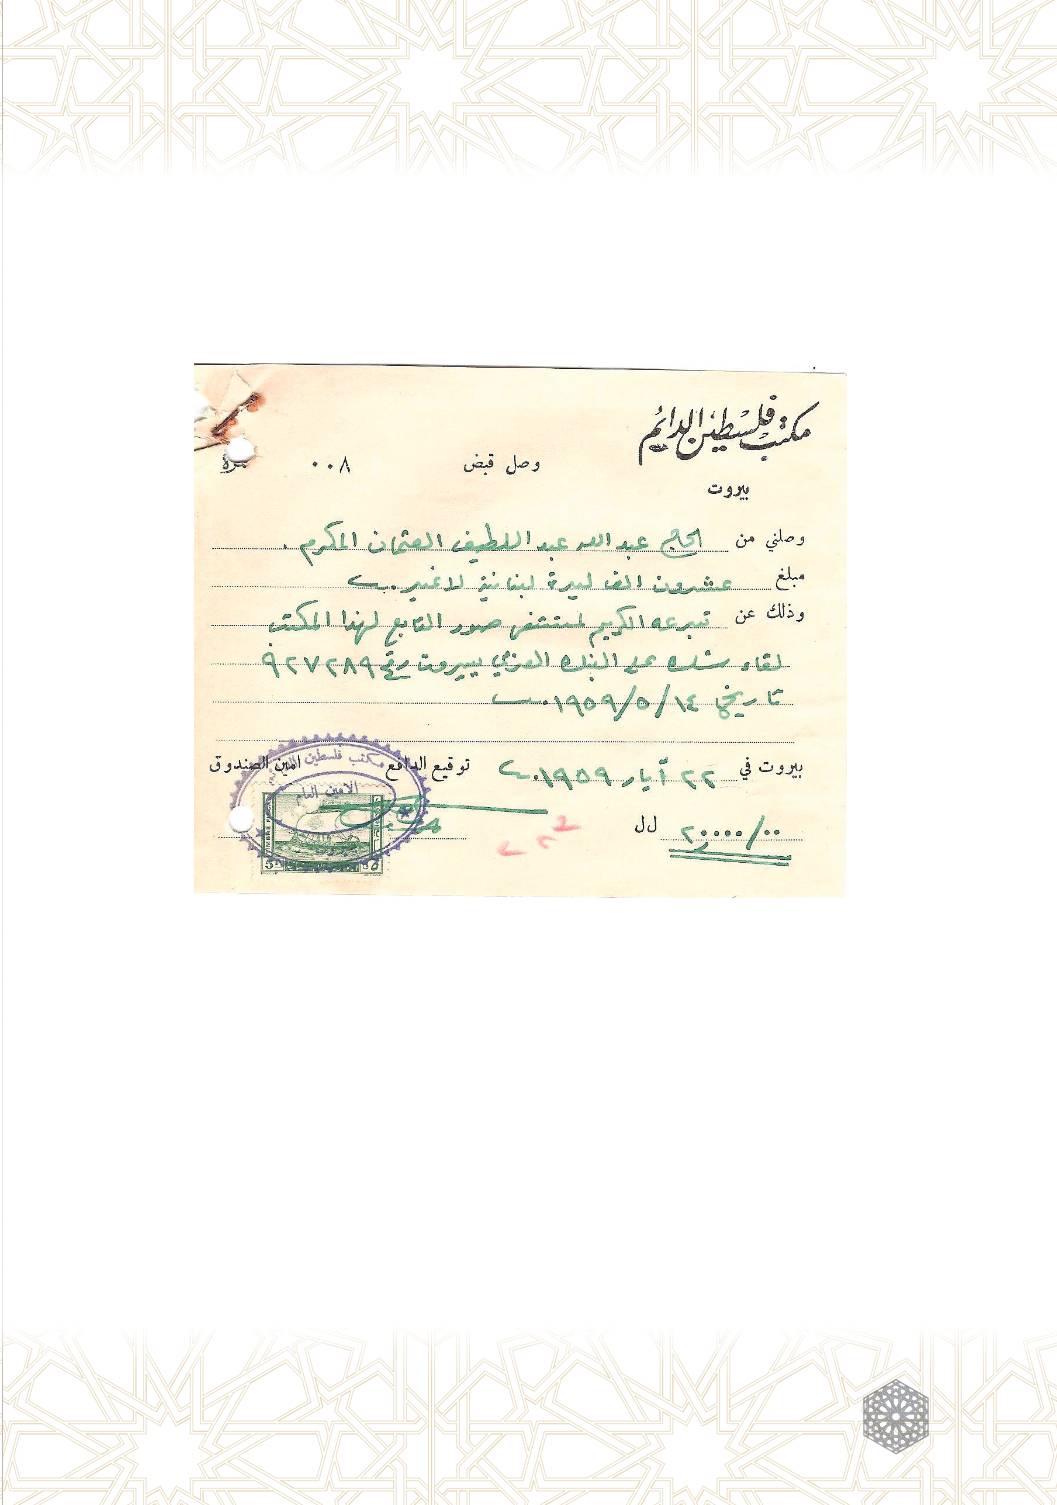 مكتب فلسطين الدائم
بيروت
وصل قبض
٠٠٨
نمرة
وصلني من الحاج عبد الله عبد اللطيف العثمان المكرم .
مبلغ عشرون الف ليرة لبنانية لاغير .
وذلك عن تبرعه الكريم لمستشفى صور التابع لهذا المكتب
لقاء شك على البنك العربي ببيروت رقم ٩٢٧٢٨٩
تاريخ ١٤/٥/١٩٥٩.
بيروت في ٢٢ آيار ١٩٥٩.
توقيع الدافع
امين الصندوق
مكتب فلسطين
الامين العام
ل ل ٢٠٠٠٠/٠٠